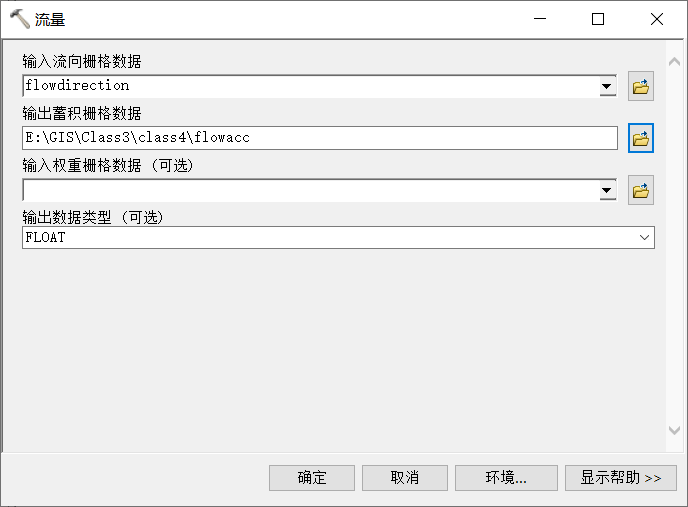 流量
输入流向栅格数据
flowdirection
输出蓄积栅格数据
E:\GIS\Class3\class4\flowacc
输入权重栅格数据 (可选)
输出数据类型 (可选)
FLOAT
确定
取消
环境...
显示帮助 >>